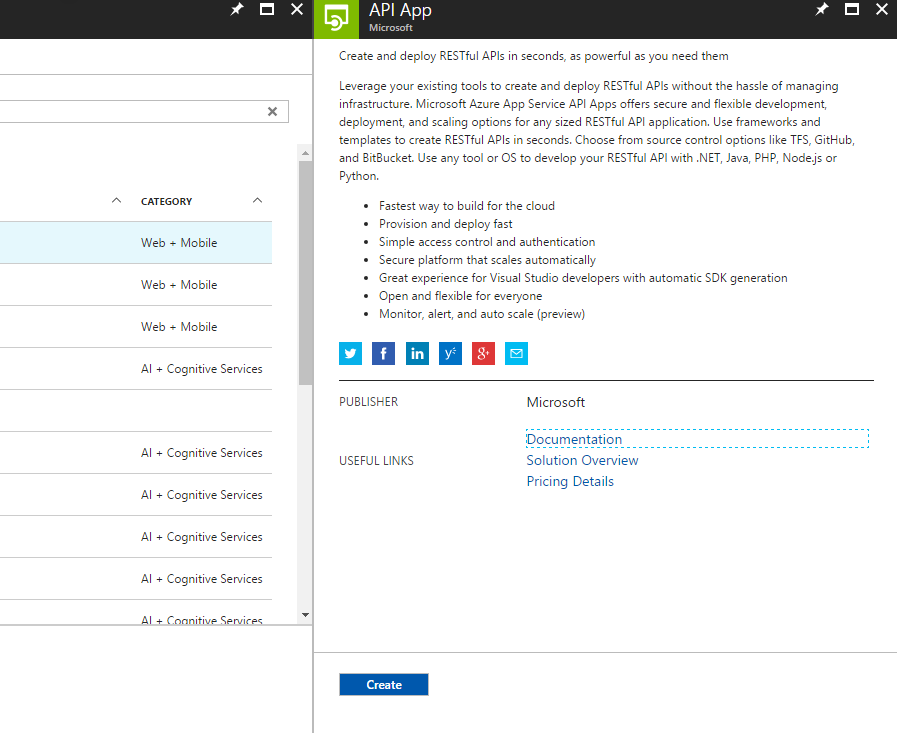 API App
Microsoft
Create and deploy RESTful APIs in seconds, as powerful as you need them
Leverage your existing tools to create and deploy RESTful APIs without the hassle of managing
infrastructure. Microsoft Azure App Service API Apps offers secure and flexible development,
deployment, and scaling options for any sized RESTful API application. Use frameworks and
templates to create RESTful APIs in seconds. Choose from source control options like TFS, GitHub,
and BitBucket. Use any tool or OS to develop your RESTful API with .NET, Java, PHP, Node.js or
Python.
• Fastest way to build for the cloud
• Provision and deploy fast
• Simple access control and authentication
• Secure platform that scales automatically
• Great experience for Visual Studio developers with automatic SDK generation
• Open and flexible for everyone
• Monitor, alert, and auto scale (preview)
PUBLISHER
Microsoft
USEFUL LINKS
Documentation
Solution Overview
Pricing Details
Create
CATEGORY
Web + Mobile
Web + Mobile
Web + Mobile
AI + Cognitive Services
AI + Cognitive Services
AI + Cognitive Services
AI + Cognitive Services
AI + Cognitive Services
AI + Cognitive Services